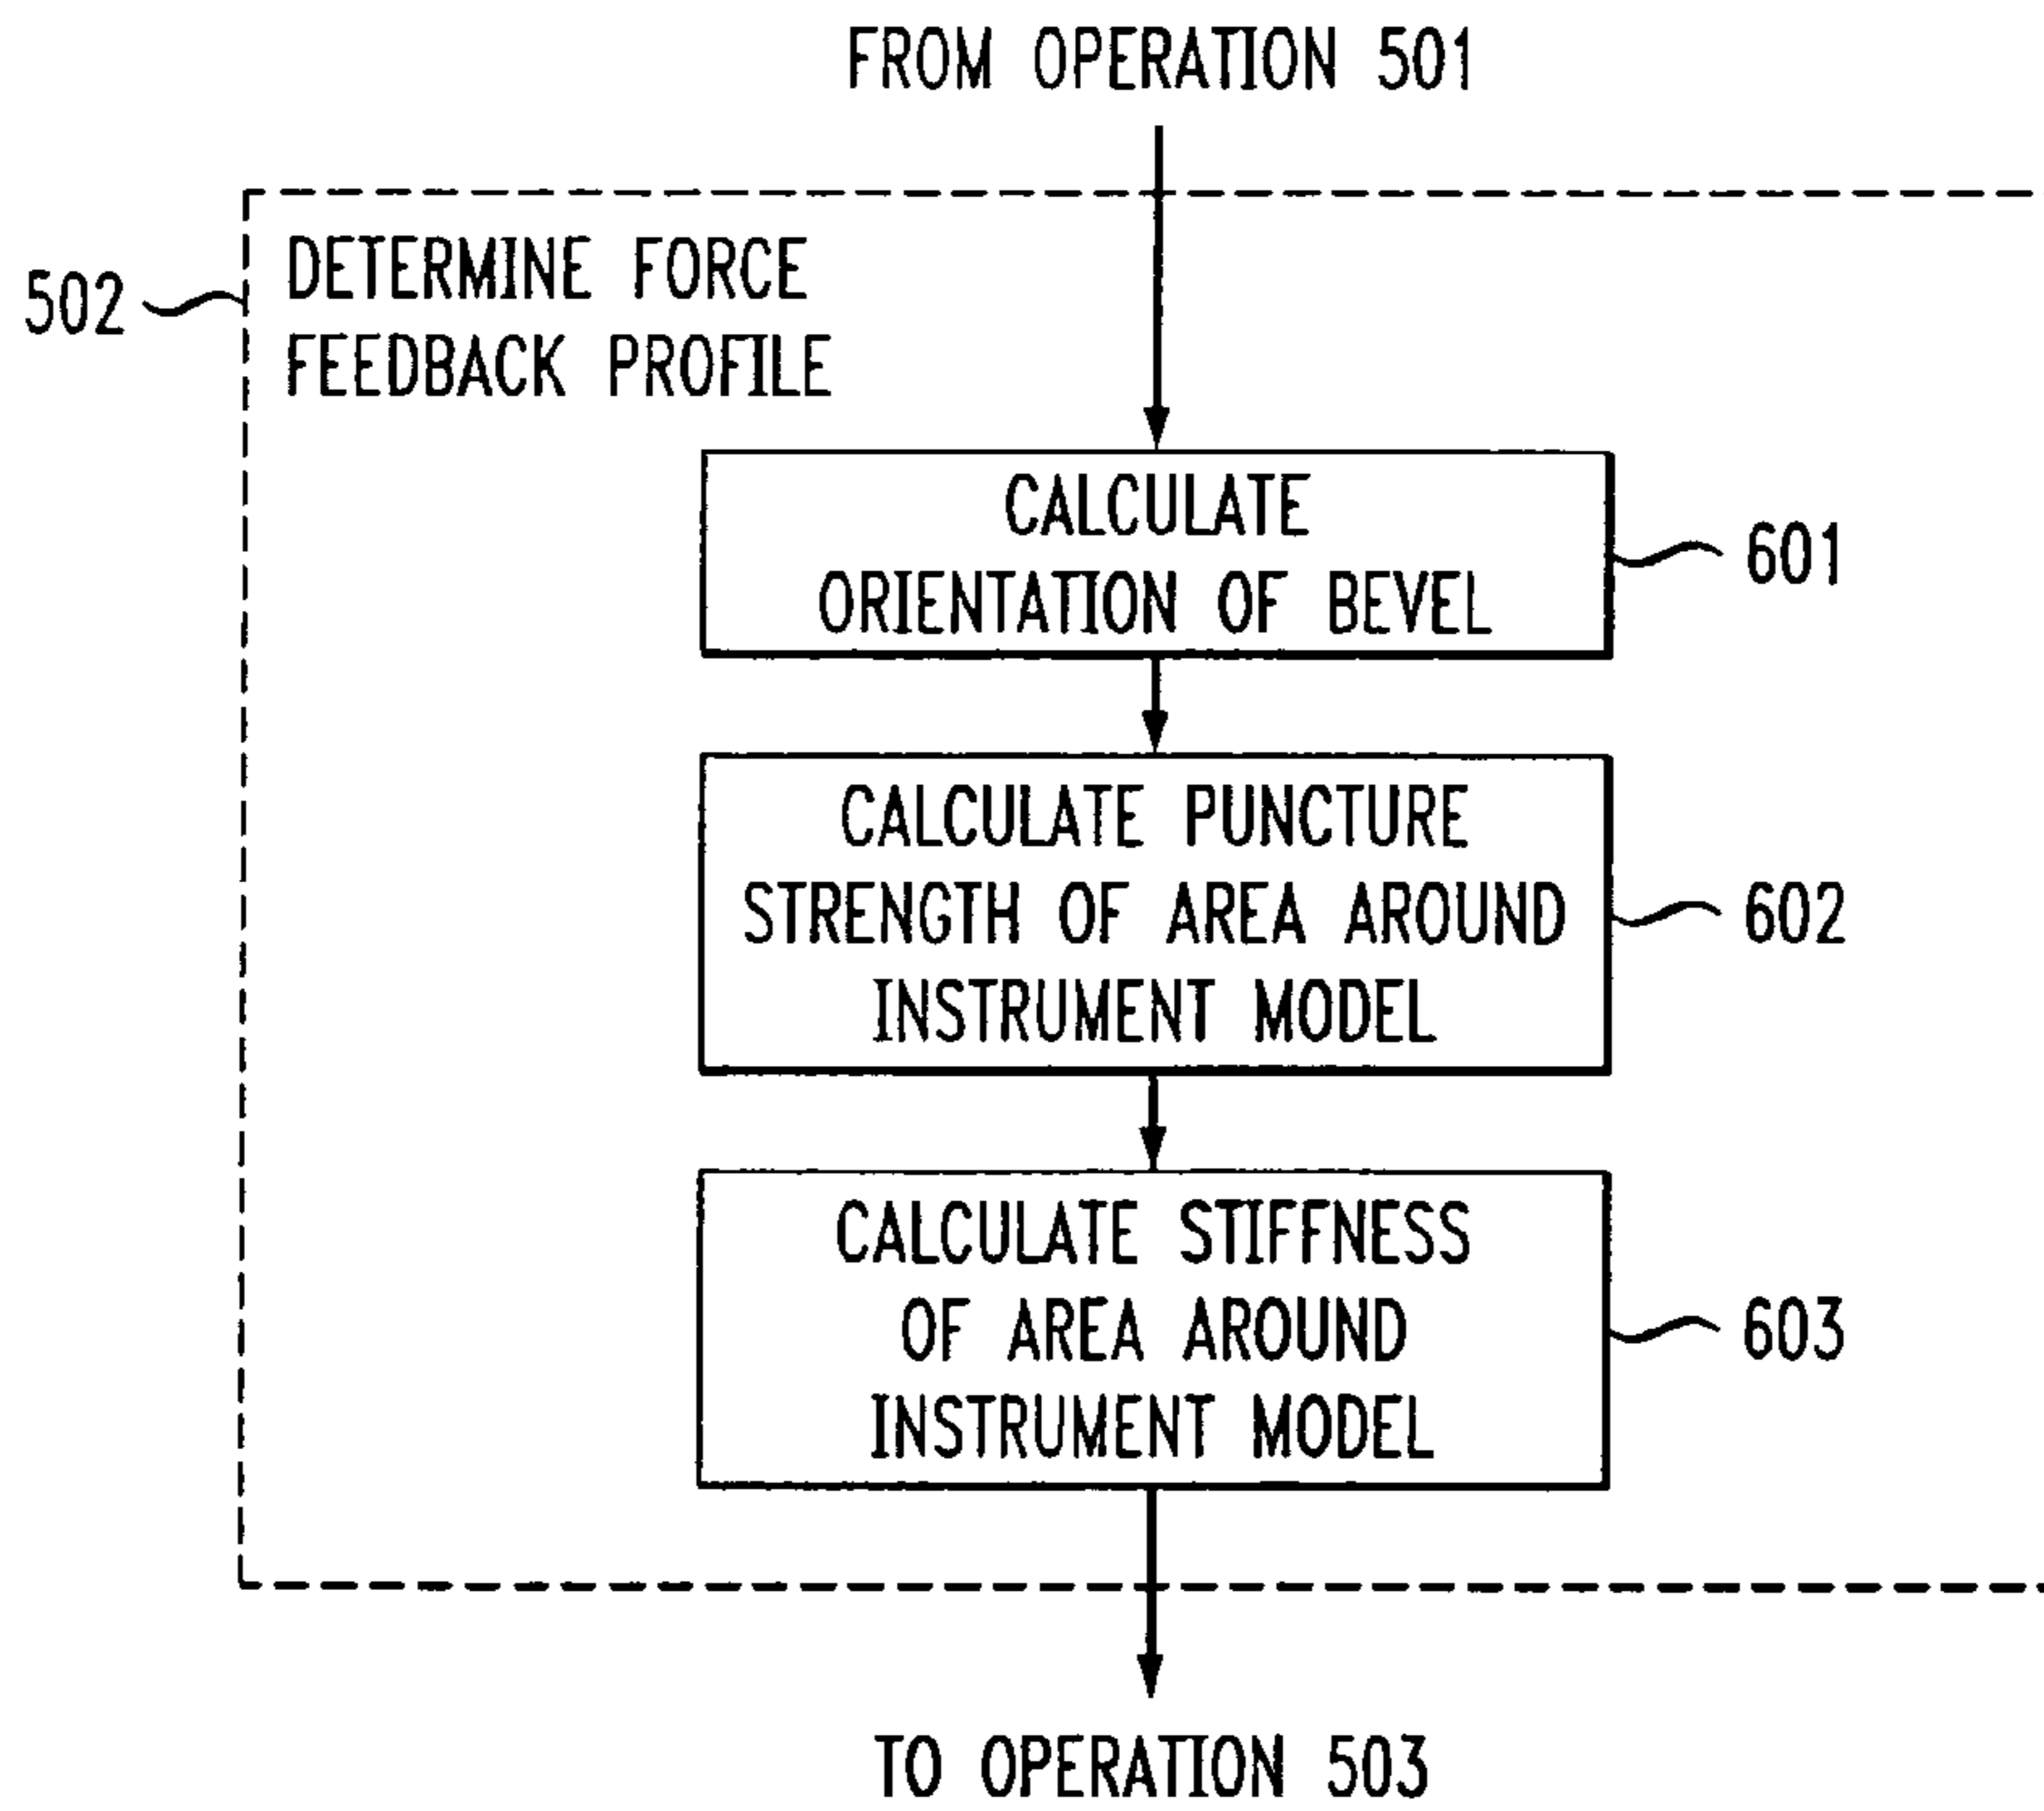 FROM OPERATION 501
DETERMINE FORCE
FEEDBACK PROFILE
502
CALCULATE
ORIENTATION OF BEVEL
601
CALCULATE PUNCTURE
STRENGTH OF AREA AROUND
INSTRUMENT MODEL
602
CALCULATE STIFFNESS
OF AREA AROUND
INSTRUMENT MODEL
603
TO OPERATION 503